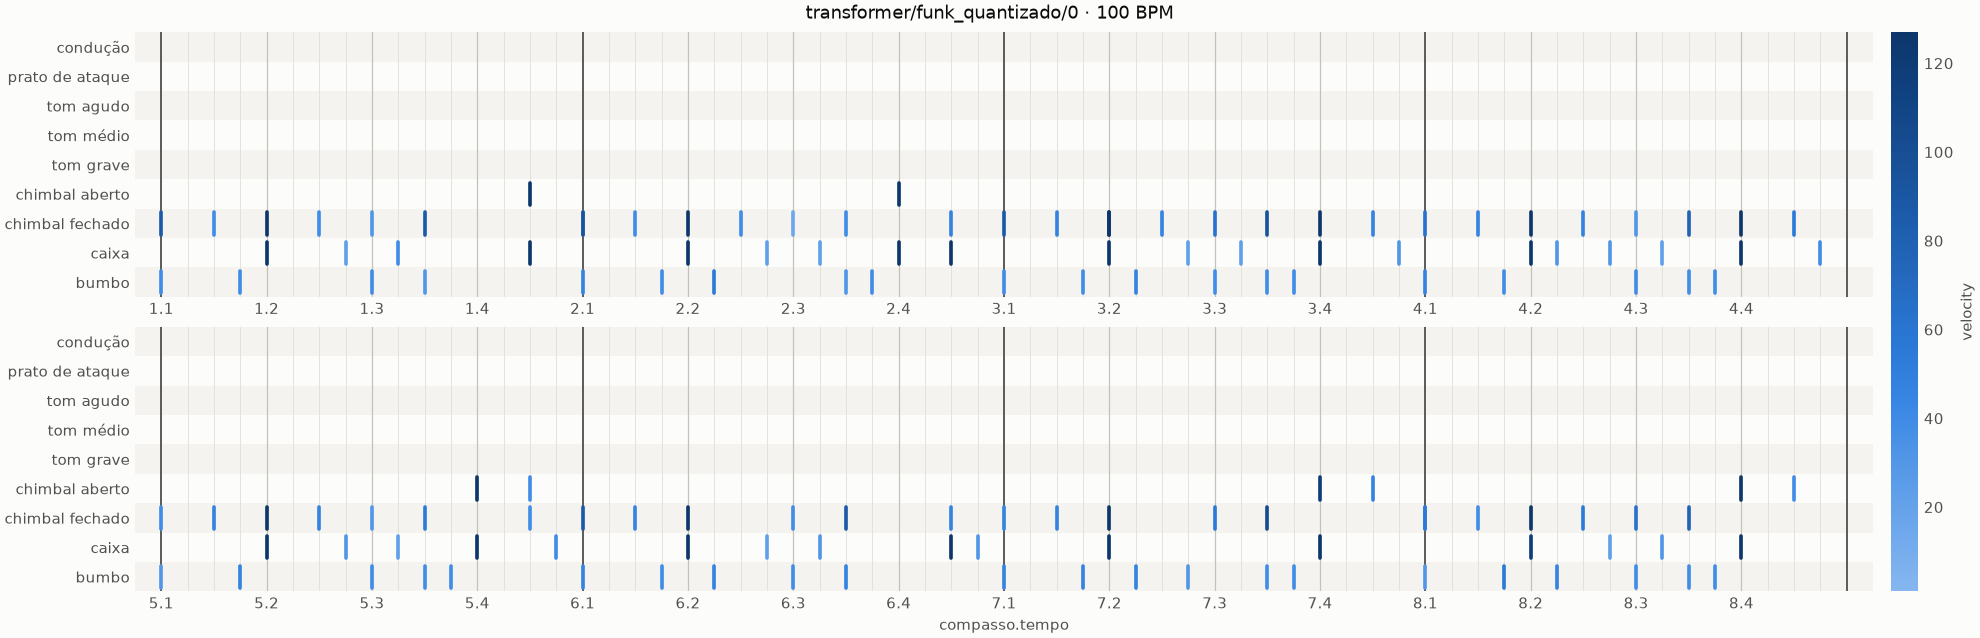 transformer/funk_quantizado/0 · 100 BPM
condução
prato de ataque
tom agudo
tom médio
tom grave
chimbal aberto
chimbal fechado
caixa
bumbo
1.1 1.2 1.3 1.4 2.1 2.2 2.3 2.4 3.1 3.2 3.3 3.4 4.1 4.2 4.3 4.4
condução
prato de ataque
tom agudo
tom médio
tom grave
chimbal aberto
chimbal fechado
caixa
bumbo
5.1 5.2 5.3 5.4 6.1 6.2 6.3 6.4 7.1 7.2 7.3 7.4 8.1 8.2 8.3 8.4
compasso.tempo
120
100
80
60
40
20
velocity